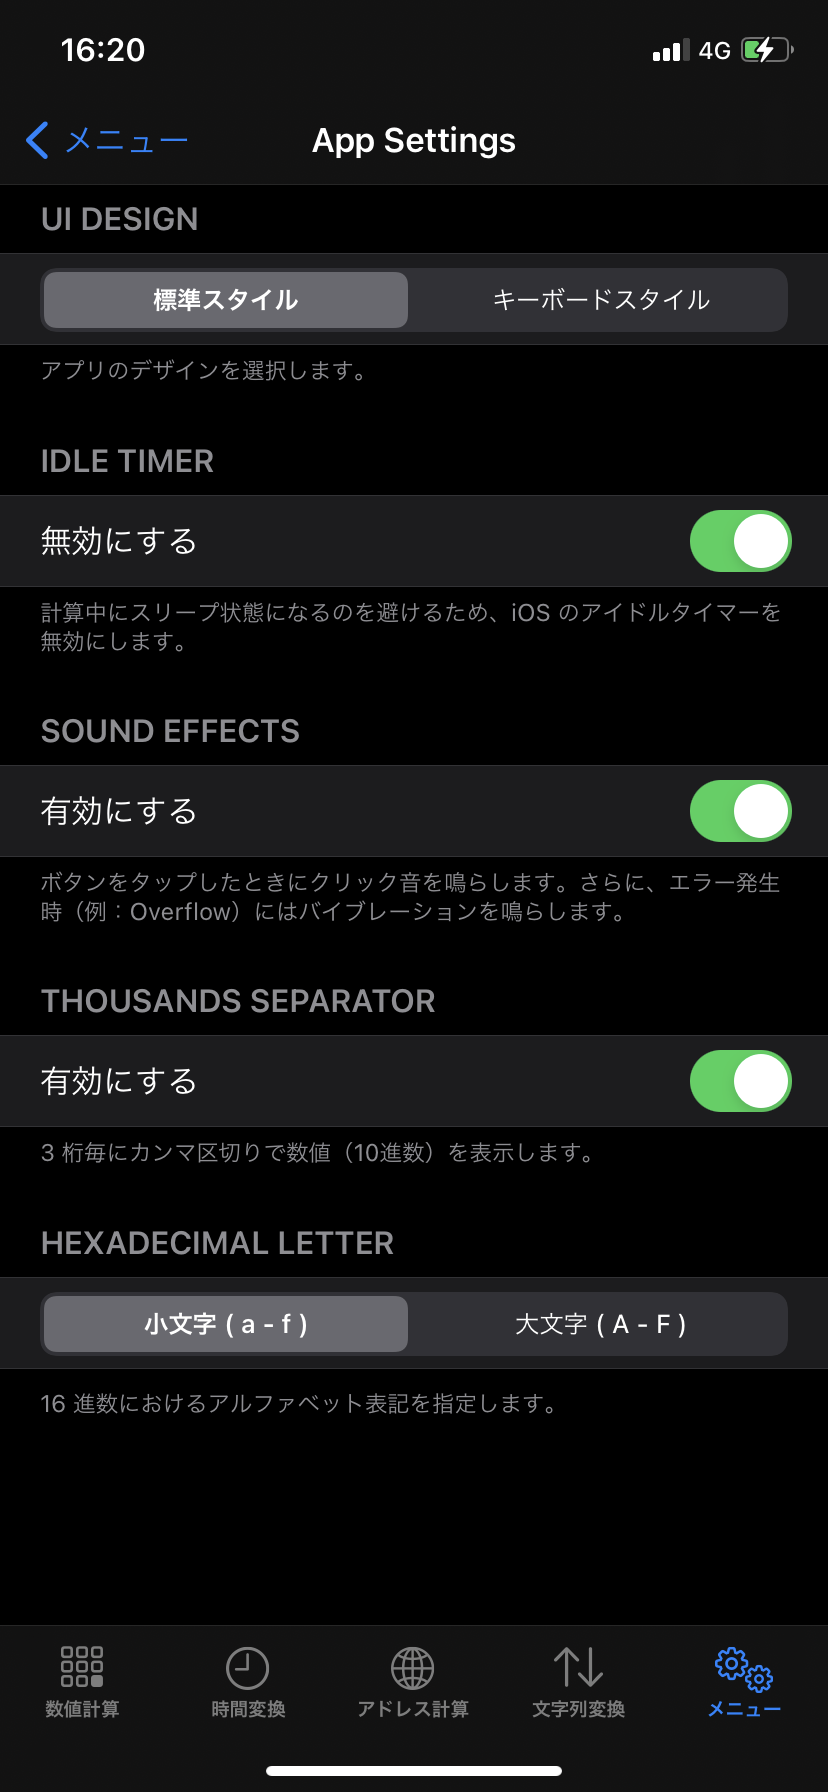 16:20
4G
メニュー
App Settings
UI DESIGN
標準スタイル
キーボードスタイル
アプリのデザインを選択します。
IDLE TIMER
無効にする
計算中にスリープ状態になるのを避けるため、iOS のアイドルタイマーを
無効にします。
SOUND EFFECTS
有効にする
ボタンをタップしたときにクリック音を鳴らします。さらに、エラー発生
時（例：Overflow）にはバイブレーションを鳴らします。
THOUSANDS SEPARATOR
有効にする
3 桁毎にカンマ区切りで数値（10進数）を表示します。
HEXADECIMAL LETTER
小文字 ( a - f )
大文字 ( A - F )
16 進数におけるアルファベット表記を指定します。
数値計算
時間変換
アドレス計算
文字列変換
メニュー